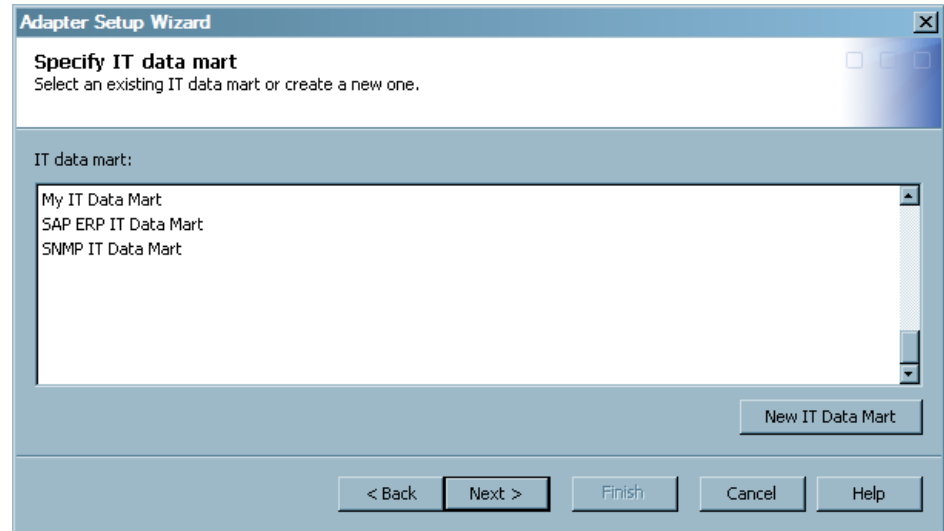 Adapter Setup Wizard
Specify IT data mart
Select an existing IT data mart or create a new one.
IT data mart:
My IT Data Mart
SAP ERP IT Data Mart
SNMP IT Data Mart
New IT Data Mart
< Back Next > Finish Cancel Help